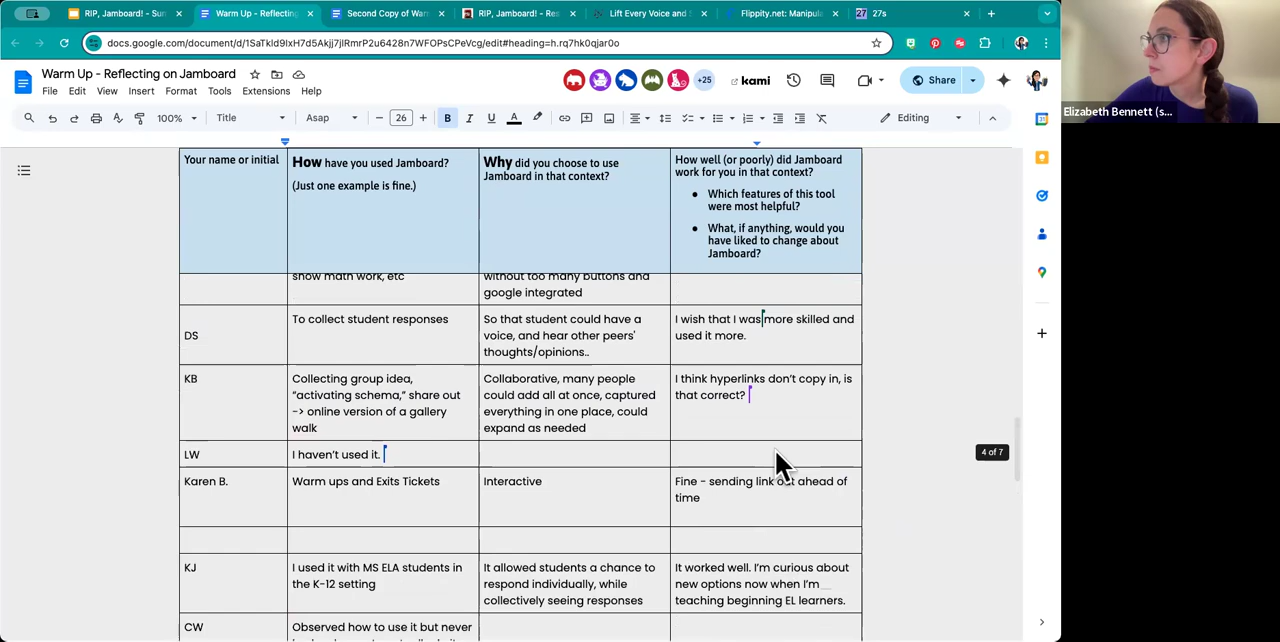 RIP, Jamboard! - Sum
Warm Up - Reflecting
Second Copy of War
RIP, Jamboard! - Res
Lift Every Voice and
Flippity.net: Manipula
27 27s
docs.google.com/document/d/1SaTkld9IxH7d5Akjj7jIRmrP2u6428n7WFOPsCPeVcg/edit#heading=h.rq7hk0qjar0o
Warm Up - Reflecting on Jamboard
File Edit View Insert Format Tools Extensions Help
+25 kami Share
100% Title Asap 26 B I U A Editing
Your name or initial
How have you used Jamboard?
(Just one example is fine.)
Why did you choose to use
Jamboard in that context?
How well (or poorly) did Jamboard
work for you in that context?
● Which features of this tool
were most helpful?
● What, if anything, would you
have liked to change about
Jamboard?
show math work, etc
without too many buttons and
google integrated
DS
To collect student responses
So that student could have a
voice, and hear other peers'
thoughts/opinions..
I wish that I was more skilled and
used it more.
KB
Collecting group idea,
“activating schema,” share out
-> online version of a gallery
walk
Collaborative, many people
could add all at once, captured
everything in one place, could
expand as needed
I think hyperlinks don’t copy in, is
that correct?
LW
I haven’t used it.
Karen B.
Warm ups and Exits Tickets
Interactive
Fine - sending link out ahead of
time
KJ
I used it with MS ELA students in
the K-12 setting
It allowed students a chance to
respond individually, while
collectively seeing responses
It worked well. I’m curious about
new options now when I’m
teaching beginning EL learners.
CW
Observed how to use it but never
4 of 7
Elizabeth Bennett (s...